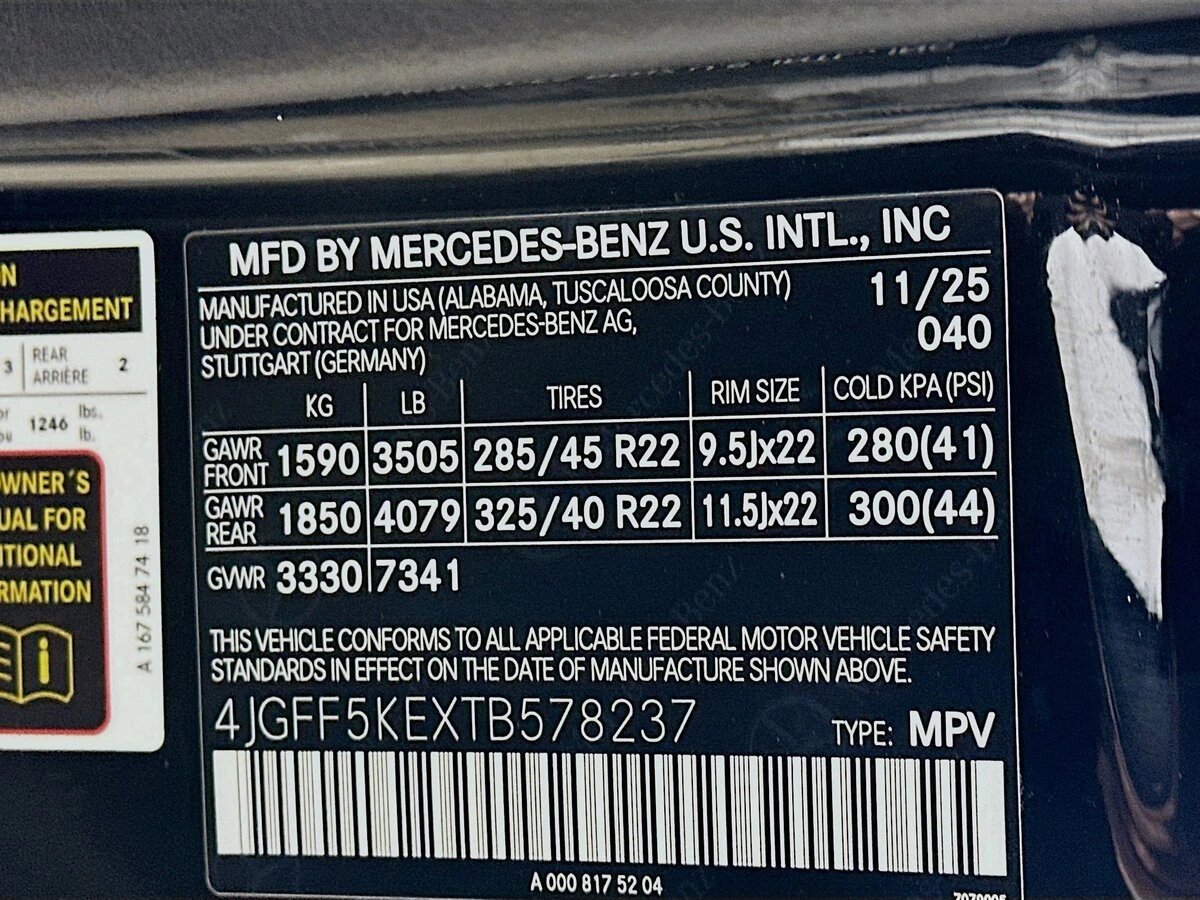 N
HARGEMENT
3 REAR
ARRIÈRE 2
or
ou 1246 lbs.
lb.
OWNER'S
UAL FOR
ITIONAL
RMATION
i
A 167 584 74 18
MFD BY MERCEDES-BENZ U.S. INTL., INC
MANUFACTURED IN USA (ALABAMA, TUSCALOOSA COUNTY) 11/25
UNDER CONTRACT FOR MERCEDES-BENZ AG, 040
STUTTGART (GERMANY)
KG LB TIRES RIM SIZE COLD KPA (PSI)
GAWR
FRONT 1590 3505 285/45 R22 9.5Jx22 280(41)
GAWR
REAR 1850 4079 325/40 R22 11.5Jx22 300(44)
GVWR 3330 7341
THIS VEHICLE CONFORMS TO ALL APPLICABLE FEDERAL MOTOR VEHICLE SAFETY
STANDARDS IN EFFECT ON THE DATE OF MANUFACTURE SHOWN ABOVE.
4JGFF5KEXTB578237 TYPE: MPV
A 000 817 52 04